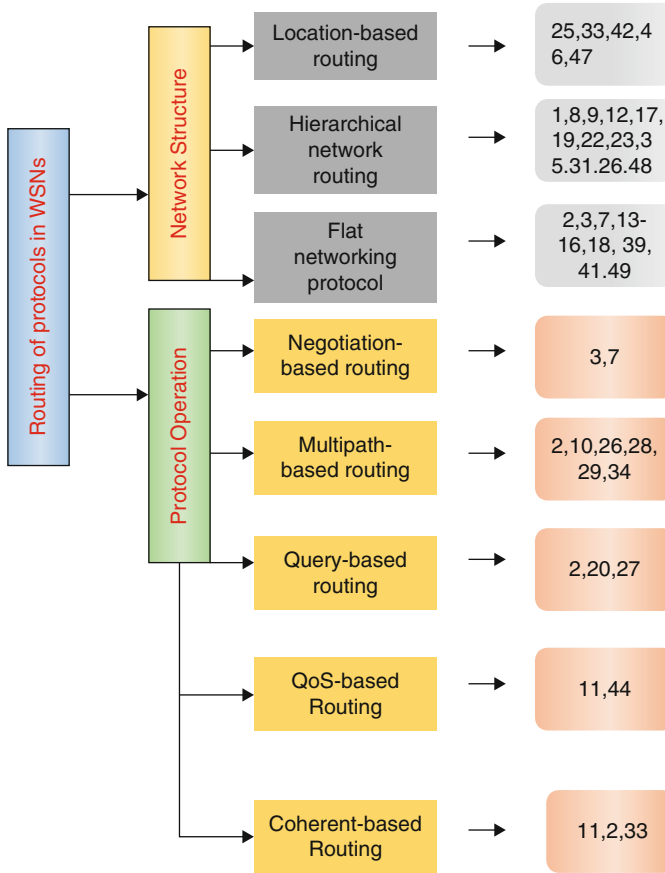 Routing of protocols in WSNs
Network Structure
Location-based
routing
25,33,42,4
6,47
Hierarchical
network
routing
1,8,9,12,17,
19,22,23,3
5.31.26.48
Flat
networking
protocol
2,3,7,13-
16,18, 39,
41.49
Protocol Operation
Negotiation-
based routing
3,7
Multipath-
based routing
2,10,26,28,
29,34
Query-based
routing
2,20,27
QoS-based
Routing
11,44
Coherent-based
Routing
11,2,33